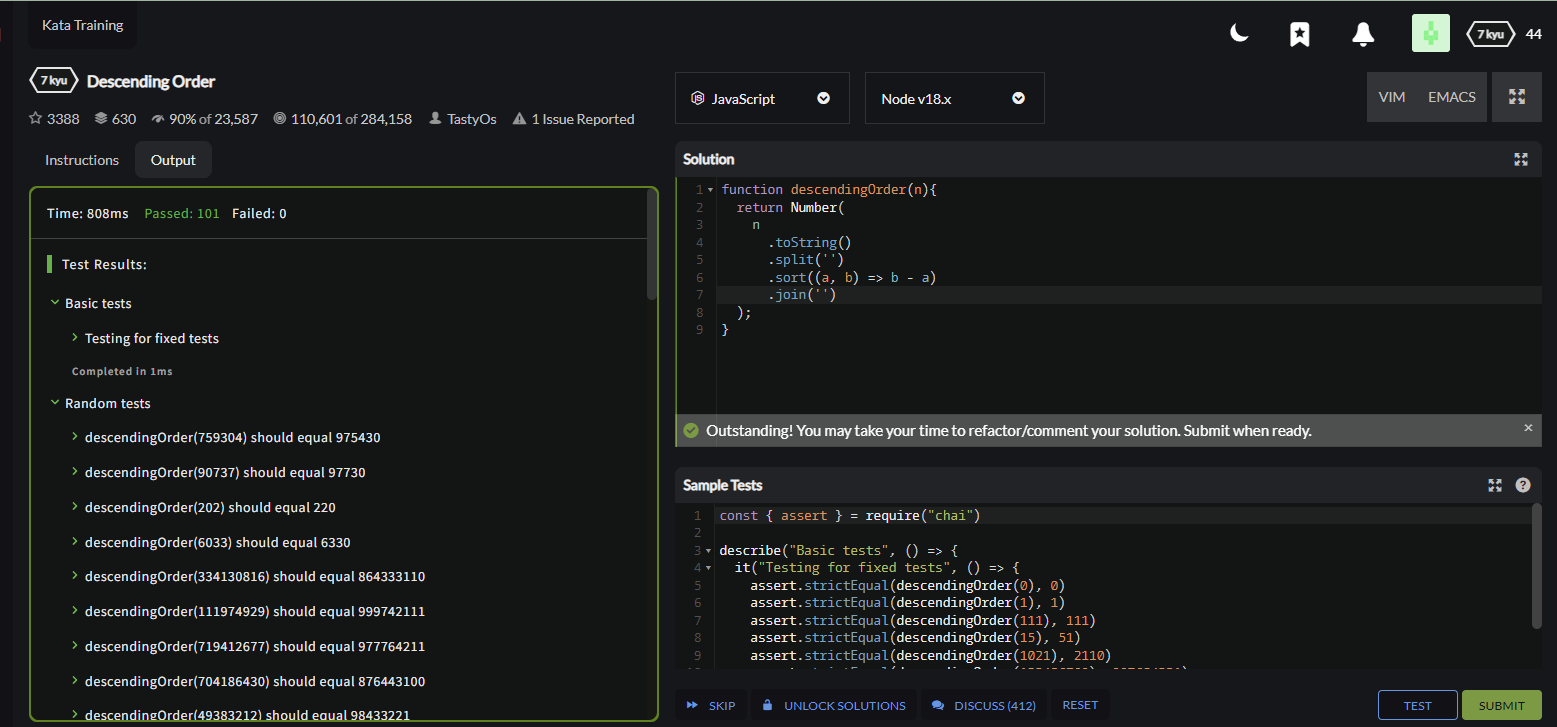 Kata Training
7 kyu 44
7 kyu Descending Order
3388 630 90% of 23,587 110,601 of 284,158 TastyOs 1 Issue Reported
Instructions Output
Time: 808ms Passed: 101 Failed: 0
Test Results:
Basic tests
Testing for fixed tests
Completed in 1ms
Random tests
descendingOrder(759304) should equal 975430
descendingOrder(90737) should equal 97730
descendingOrder(202) should equal 220
descendingOrder(6033) should equal 6330
descendingOrder(334130816) should equal 864333110
descendingOrder(111974929) should equal 999742111
descendingOrder(719412677) should equal 977764211
descendingOrder(704186430) should equal 876443100
descendingOrder(49383212) should equal 98433221
JavaScript Node v18.x VIM EMACS
Solution
1 function descendingOrder(n){
2 return Number(
3 n
4 .toString()
5 .split('')
6 .sort((a, b) => b - a)
7 .join('')
8 );
9 }
Outstanding! You may take your time to refactor/comment your solution. Submit when ready.
Sample Tests
1 const { assert } = require("chai")
2
3 describe("Basic tests", () => {
4 it("Testing for fixed tests", () => {
5 assert.strictEqual(descendingOrder(0), 0)
6 assert.strictEqual(descendingOrder(1), 1)
7 assert.strictEqual(descendingOrder(111), 111)
8 assert.strictEqual(descendingOrder(15), 51)
9 assert.strictEqual(descendingOrder(1021), 2110)
SKIP UNLOCK SOLUTIONS DISCUSS (412) RESET TEST SUBMIT